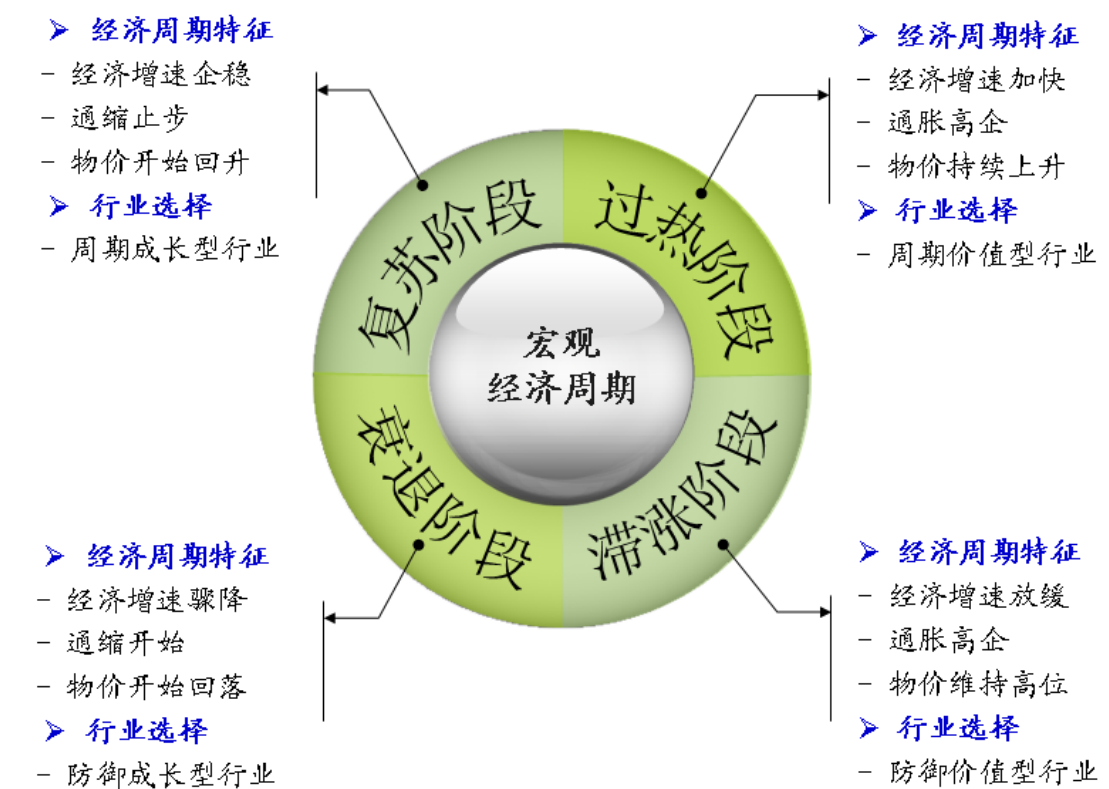 ➢ 经济周期特征
- 经济增速企稳
- 通缩止步
- 物价开始回升
➢ 行业选择
- 周期成长型行业
➢ 经济周期特征
- 经济增速加快
- 通胀高企
- 物价持续上升
➢ 行业选择
- 周期价值型行业
复苏阶段
过热阶段
宏观
经济周期
衰退阶段
滞涨阶段
➢ 经济周期特征
- 经济增速骤降
- 通缩开始
- 物价开始回落
➢ 行业选择
- 防御成长型行业
➢ 经济周期特征
- 经济增速放缓
- 通胀高企
- 物价维持高位
➢ 行业选择
- 防御价值型行业